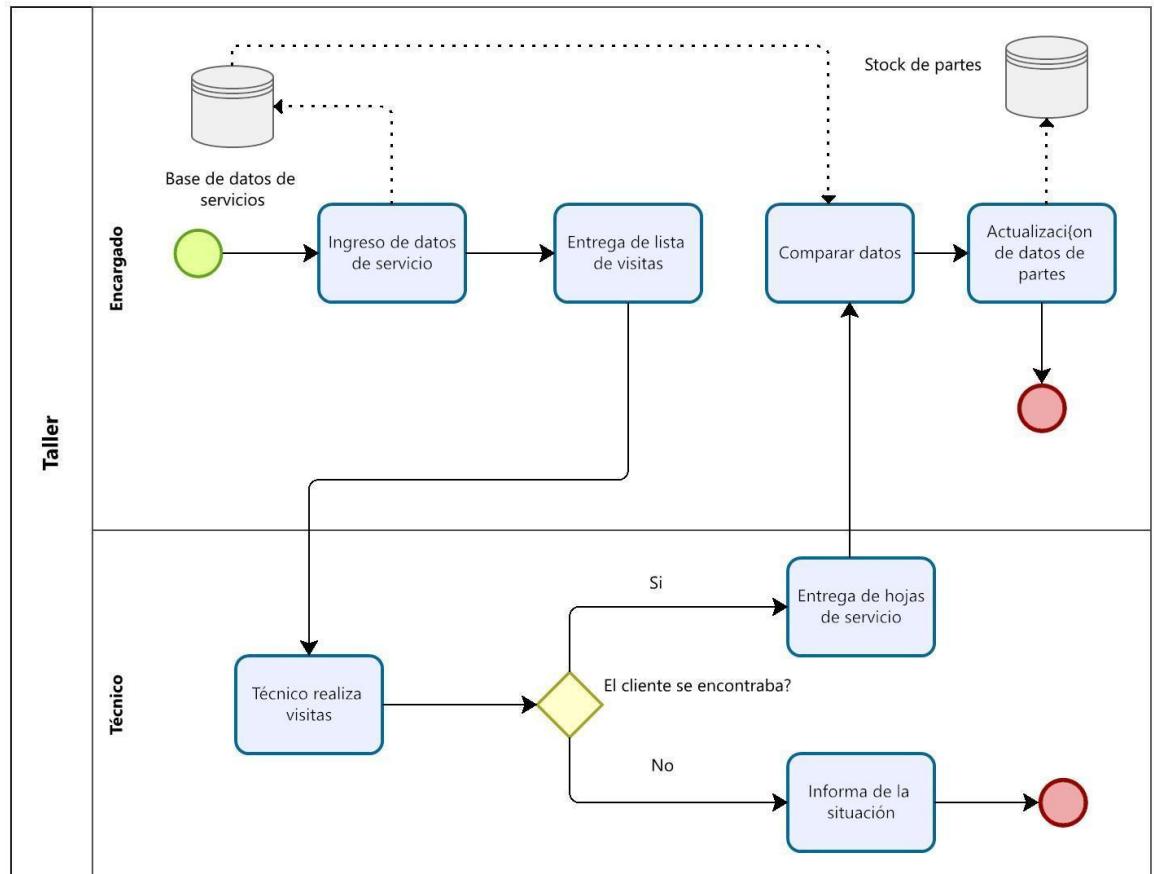 Taller
Encargado
Stock de partes
Base de datos de
servicios
Ingreso de datos
de servicio
Entrega de lista
de visitas
Comparar datos
Actualizaci{on
de datos de
partes
Técnico
Técnico realiza
visitas
El cliente se encontraba?
Si
Entrega de hojas
de servicio
No
Informa de la
situación